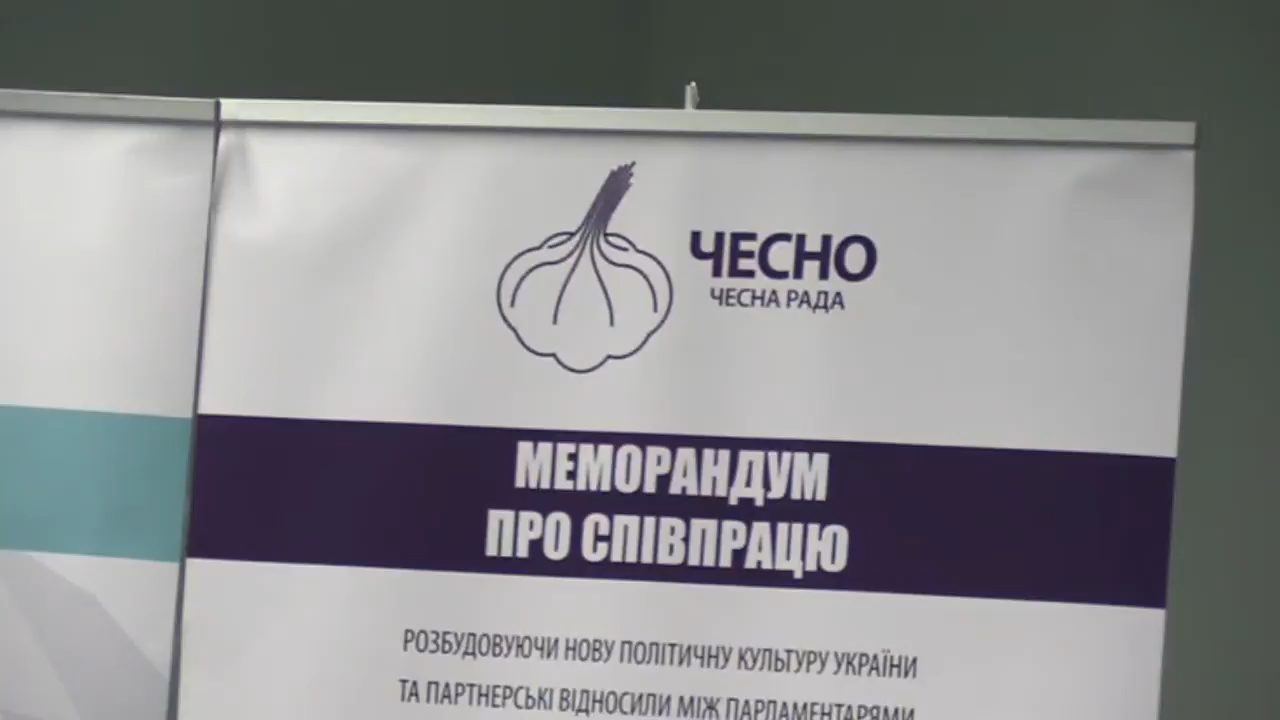 ЧЕСНО
ЧЕСНА РАДА
МЕМОРАНДУМ
ПРО СПІВПРАЦЮ
РОЗБУДОВУЮЧИ НОВУ ПОЛІТИЧНУ КУЛЬТУРУ УКРАЇНИ
ТА ПАРТНЕРСЬКІ ВІДНОСИЛИ МІЖ ПАРЛАМЕНТАРЯМИ